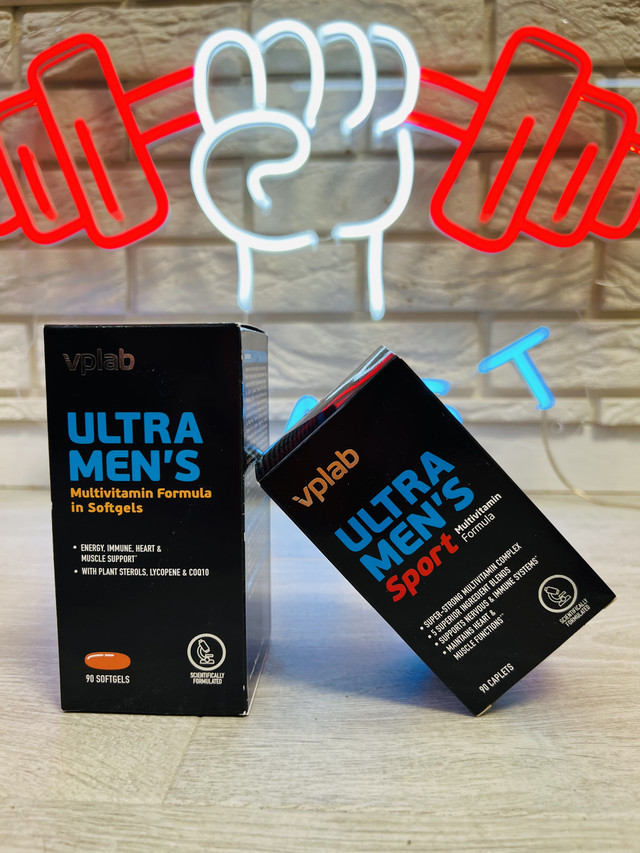 vplab
ULTRA
MEN'S
Multivitamin Formula
in Softgels
• ENERGY, IMMUNE, HEART &
MUSCLE SUPPORT*
• WITH PLANT STEROLS, LYCOPENE & COQ10
90 SOFTGELS
SCIENTIFICALLY
FORMULATED
vplab
ULTRA
MEN'S
Sport Multivitamin
Formula
• SUPER-STRONG MULTIVITAMIN COMPLEX
• 5 SUPERIOR INGREDIENT BLENDS
• SUPPORTS NERVOUS & IMMUNE SYSTEMS*
• MAINTAINS HEART &
MUSCLE FUNCTIONS**
90 CAPLETS
SCIENTIFICALLY
FORMULATED